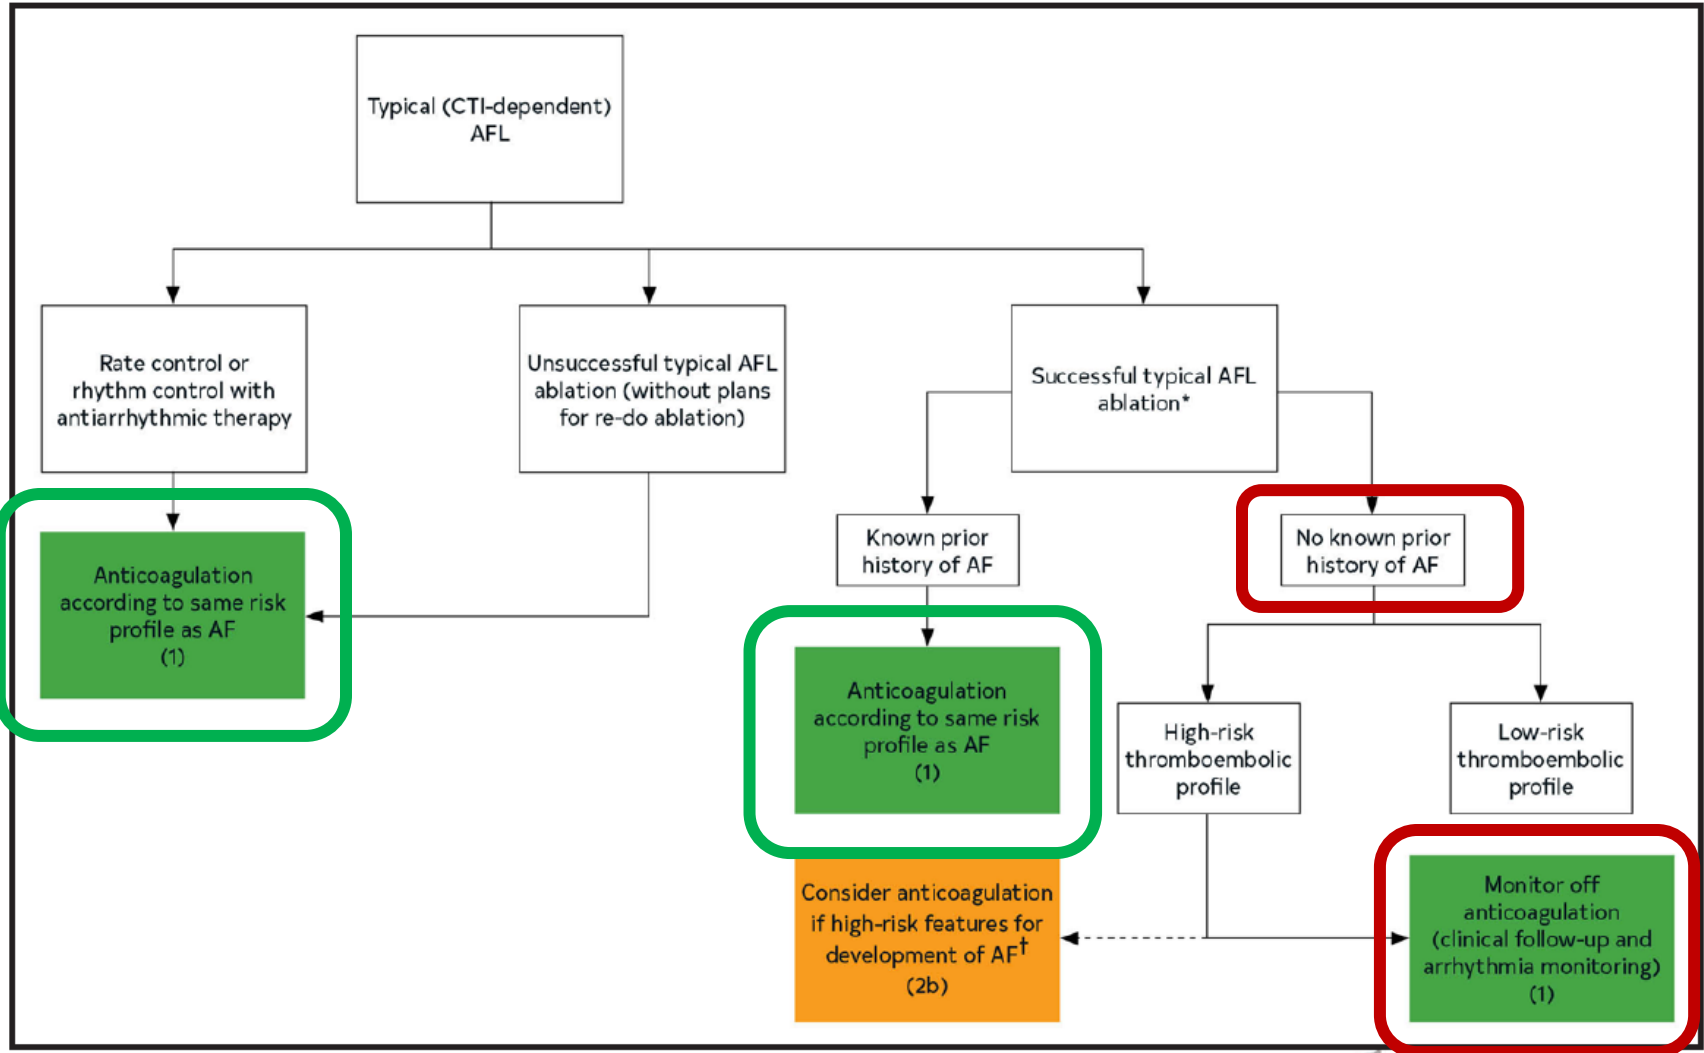 Typical (CTI-dependent)
AFL
Rate control or
rhythm control with
antiarrhythmic therapy
Unsuccessful typical AFL
ablation (without plans
for re-do ablation)
Successful typical AFL
ablation*
Anticoagulation
according to same risk
profile as AF
(1)
Known prior
history of AF
No known prior
history of AF
Anticoagulation
according to same risk
profile as AF
(1)
High-risk
thromboembolic
profile
Low-risk
thromboembolic
profile
Consider anticoagulation
if high-risk features for
development of AF†
(2b)
Monitor off
anticoagulation
(clinical follow-up and
arrhythmia monitoring)
(1)